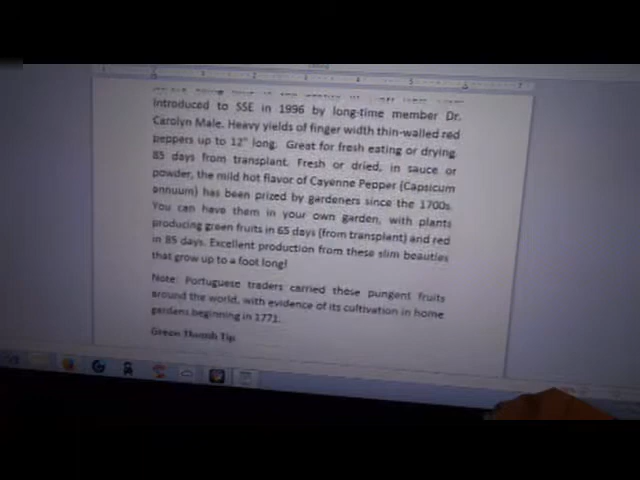 Introduced to SSE in 1996 by long-time member Dr.
Carolyn Male. Heavy yields of finger width thin-walled red
peppers up to 12" long. Great for fresh eating or drying.
85 days from transplant. Fresh or dried, in sauce or
powder, the mild hot flavor of Cayenne Pepper (Capsicum
annuum) has been prized by gardeners since the 1700s.
You can have them in your own garden, with plants
producing green fruits in 65 days (from transplant) and red
in 85 days. Excellent production from these slim beauties
that grow up to a foot long!
Note: Portuguese traders carried these pungent fruits
around the world, with evidence of its cultivation in home
gardens beginning in 1771.
Green Thumb Tip